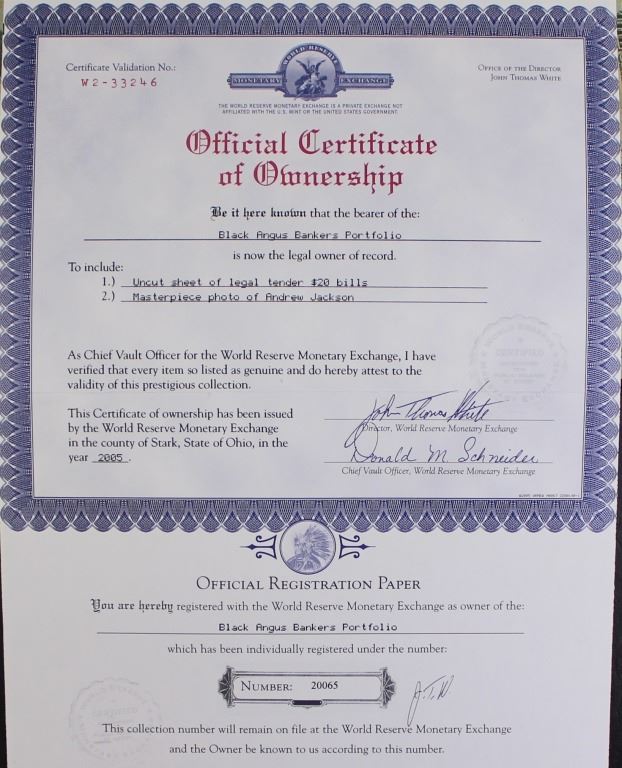 Certificate Validation No.:
W2-33246
WORLD RESERVE
MONETARY EXCHANGE
THE WORLD RESERVE MONETARY EXCHANGE IS A PRIVATE EXCHANGE NOT
AFFILIATED WITH THE U.S. MINT OR THE UNITED STATES GOVERNMENT.
OFFICE OF THE DIRECTOR
JOHN THOMAS WHITE
Official Certificate
of Ownership
Be it here known that the bearer of the:
Black Angus Bankers Portfolio
is now the legal owner of record.
To include:
1.) Uncut sheet of legal tender $20 bills
2.) Masterpiece photo of Andrew Jackson
As Chief Vault Officer for the World Reserve Monetary Exchange, I have
verified that every item so listed as genuine and do hereby attest to the
validity of this prestigious collection.
This Certificate of ownership has been issued
by the World Reserve Monetary Exchange
in the county of Stark, State of Ohio, in the
year 2005.
John Thomas White
Director, World Reserve Monetary Exchange
Donald M Schneider
Chief Vault Officer, World Reserve Monetary Exchange
CERTIFIED
OFFICIAL REGISTRATION PAPER
You are hereby registered with the World Reserve Monetary Exchange as owner of the:
Black Angus Bankers Portfolio
which has been individually registered under the number:
NUMBER: 20065
J.T.W.
CERTIFIED
This collection number will remain on file at the World Reserve Monetary Exchange
and the Owner be known to us according to this number.